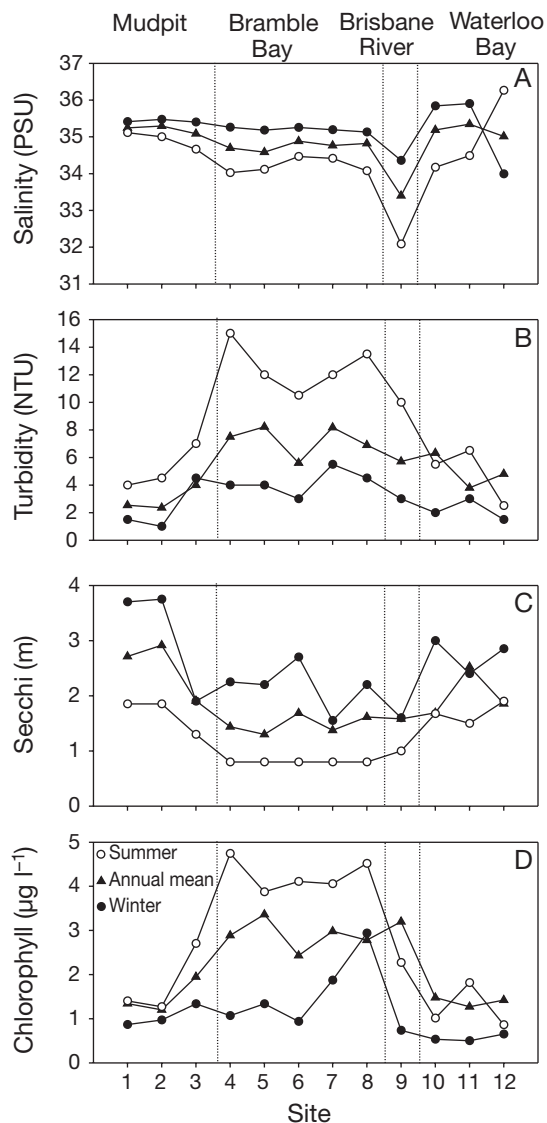 Mudpit Bramble Bay Brisbane River Waterloo Bay
37
36
35
34
33
32
31
Salinity (PSU)
A
16
14
12
10
8
6
4
2
0
Turbidity (NTU)
B
4
3
2
1
0
Secchi (m)
C
5
4
3
2
1
0
Chlorophyll (µg l⁻¹)
D
Summer
Annual mean
Winter
1 2 3 4 5 6 7 8 9 10 11 12
Site